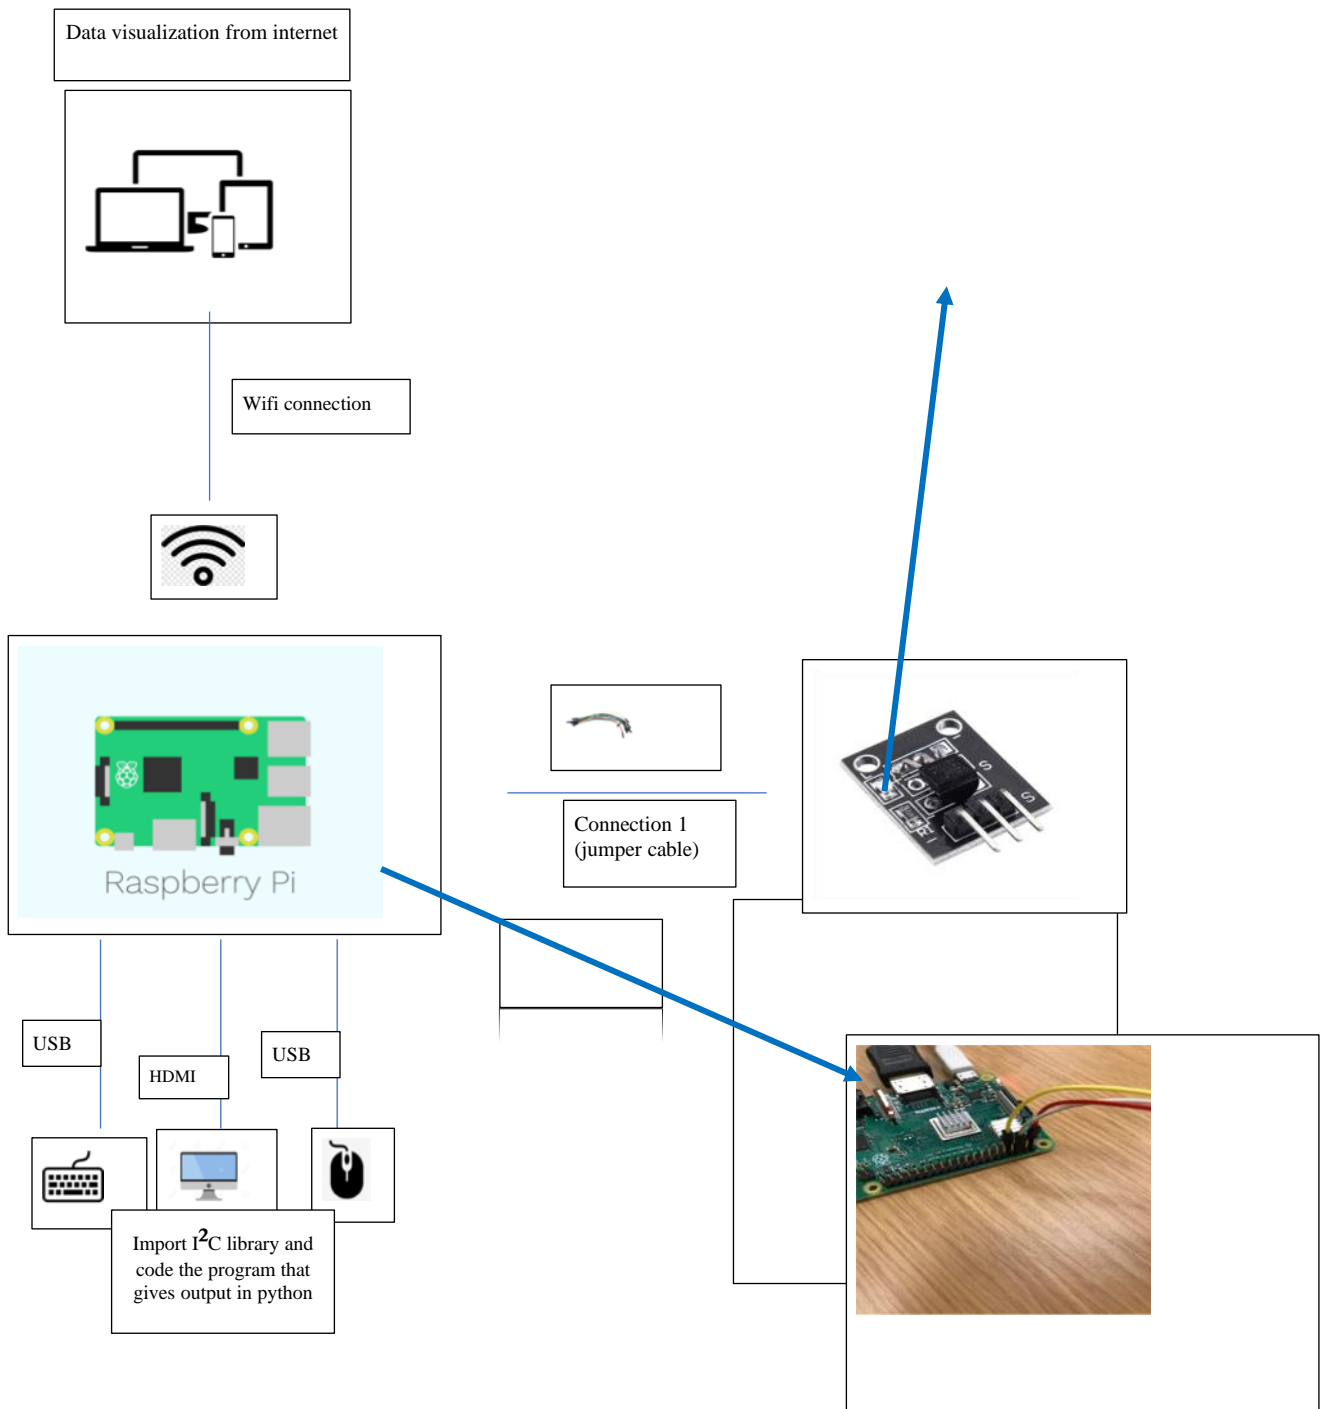 Data visualization from internet
Wifi connection
Raspberry Pi
Connection 1
(jumper cable)
S
S
USB
HDMI
USB
Import I²C library and
code the program that
gives output in python